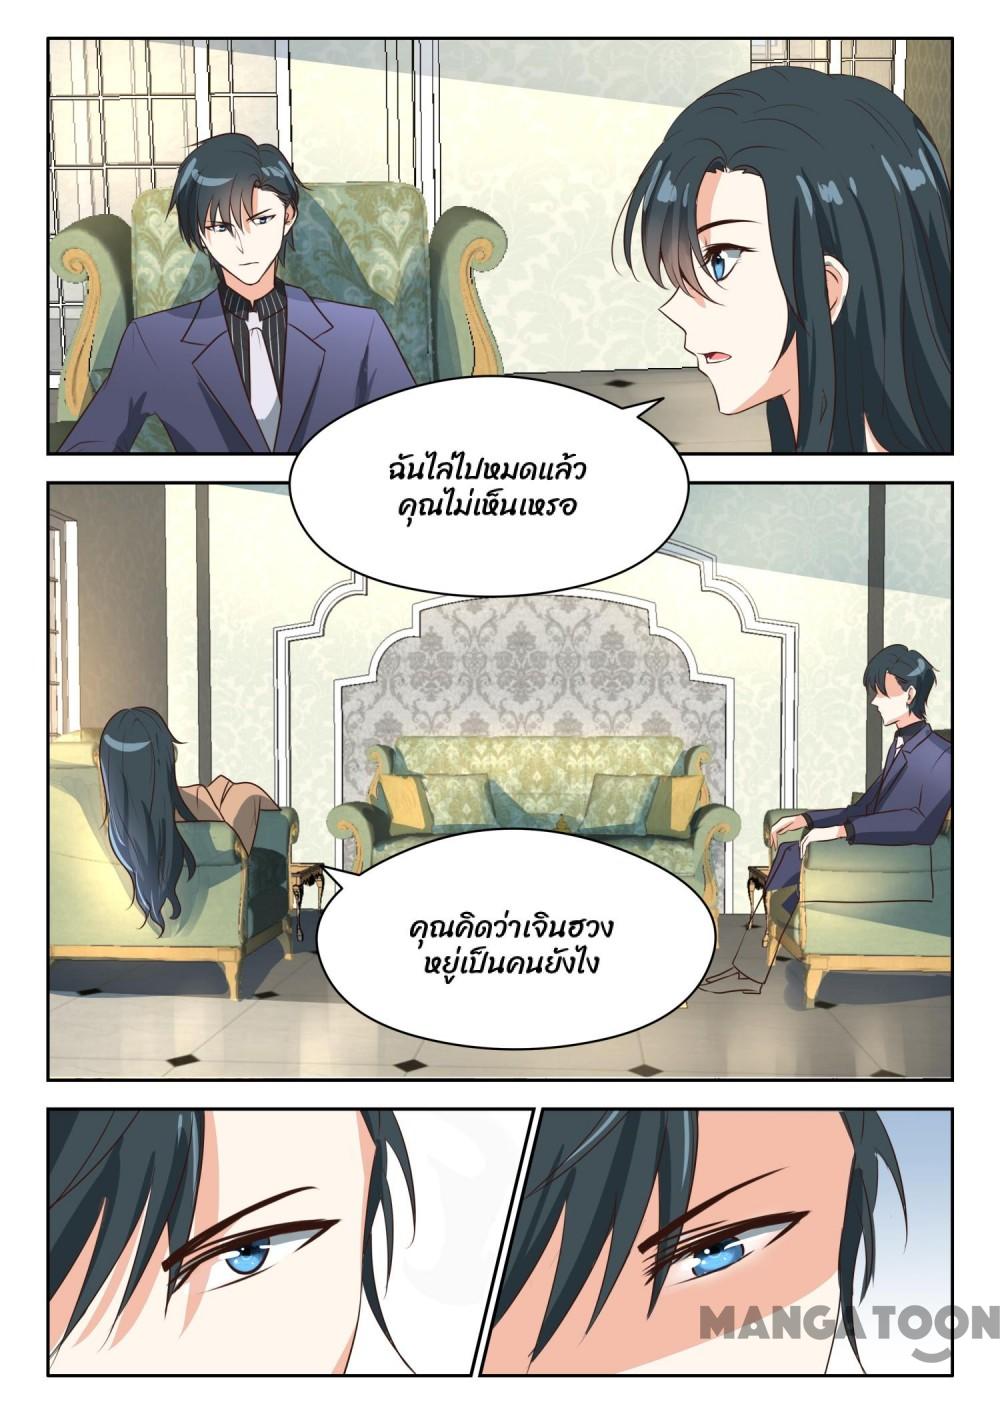 ฉันไล่ไปหมดแล้ว
คุณไม่เห็นเหรอ
คุณคิดว่าเจินฮวง
หยู่เป็นคนยังไง
MANGATOON